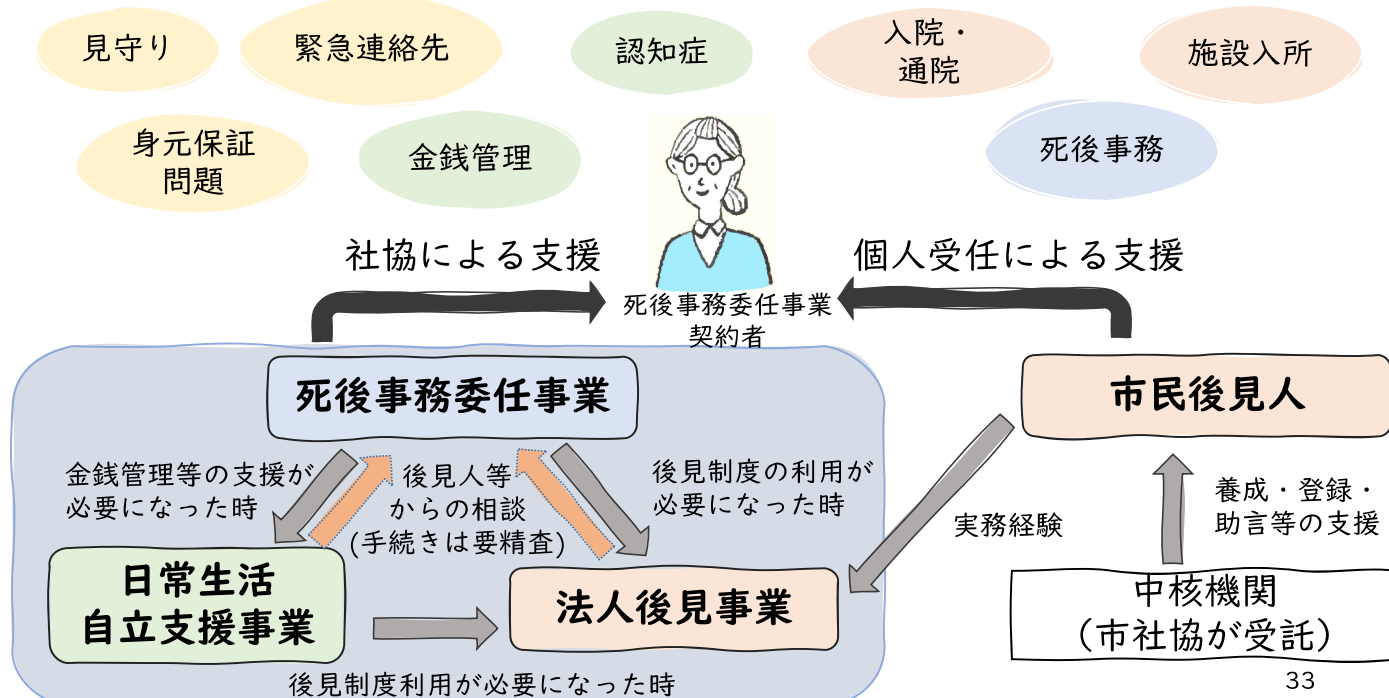 見守り
緊急連絡先
認知症
入院・
通院
施設入所
身元保証
問題
金銭管理
死後事務
社協による支援
個人受任による支援
死後事務委任事業
契約者
死後事務委任事業
市民後見人
金銭管理等の支援が
必要になった時
後見人等
からの相談
(手続きは要精査)
後見制度の利用が
必要になった時
実務経験
養成・登録・
助言等の支援
日常生活
自立支援事業
法人後見事業
中核機関
(市社協が受託)
後見制度利用が必要になった時
33